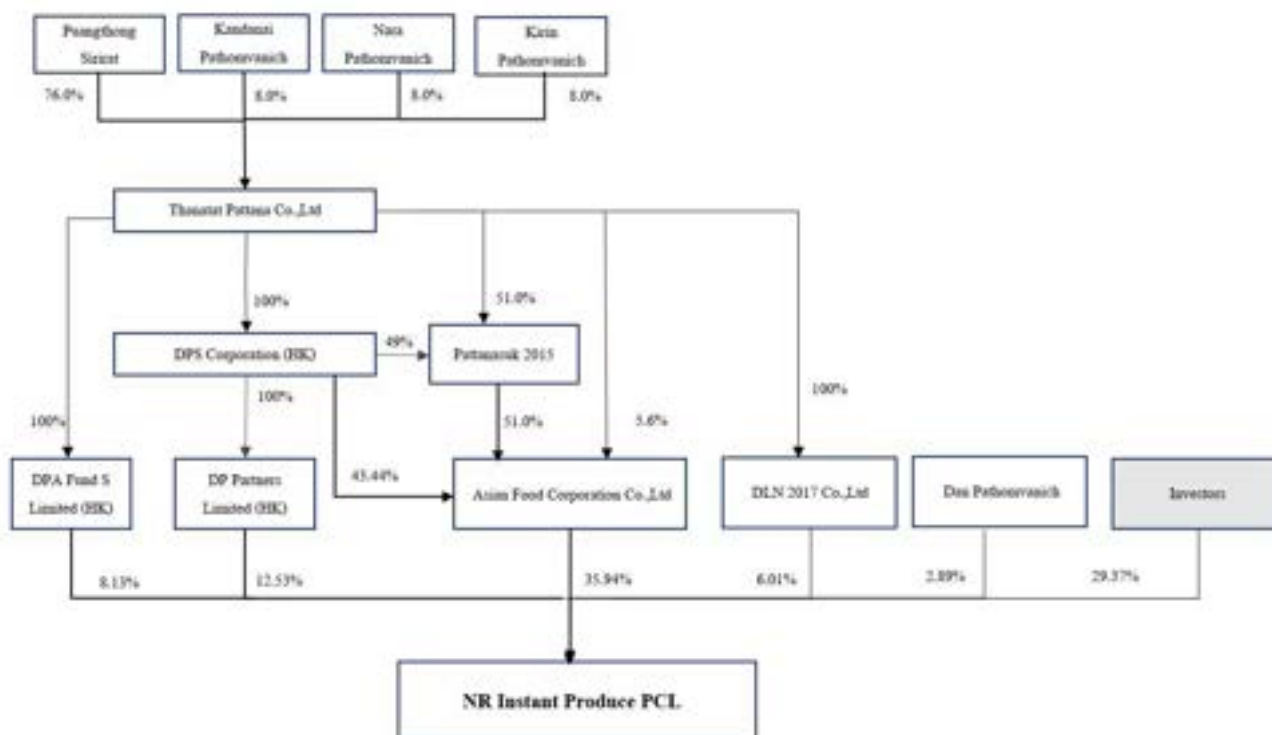 Puangthong
Sirirat
Kandanai
Pathomvanich
Nara
Pathomvanich
Kirin
Pathomvanich
76.0%
8.0%
8.0%
8.0%
Thanatat Pattana Co.,Ltd
100%
51.0%
DPS Corporation (HK)
49%
Pattanasuk 2015
100%
100%
51.0%
5.6%
100%
DPA Fund S
Limited (HK)
DP Partners
Limited (HK)
43.44%
Asian Food Corporation Co.,Ltd
DLN 2017 Co.,Ltd
Dan Pathomvanich
Investors
8.13%
12.53%
35.94%
6.01%
2.89%
29.37%
NR Instant Produce PCL